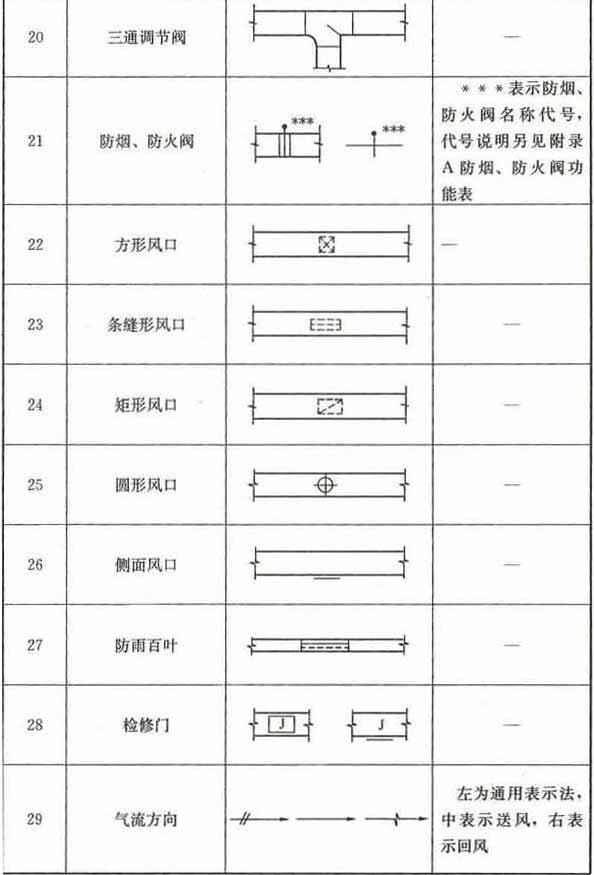 20 三通调节阀 —
21 防烟、防火阀 *** *** * * *表示防烟、
防火阀名称代号，
代号说明另见附录
A 防烟、防火阀功
能表
22 方形风口 —
23 条缝形风口 —
24 矩形风口 —
25 圆形风口 —
26 侧面风口 —
27 防雨百叶 —
28 检修门 J J —
29 气流方向 左为通用表示法，
中表示送风，右表
示回风